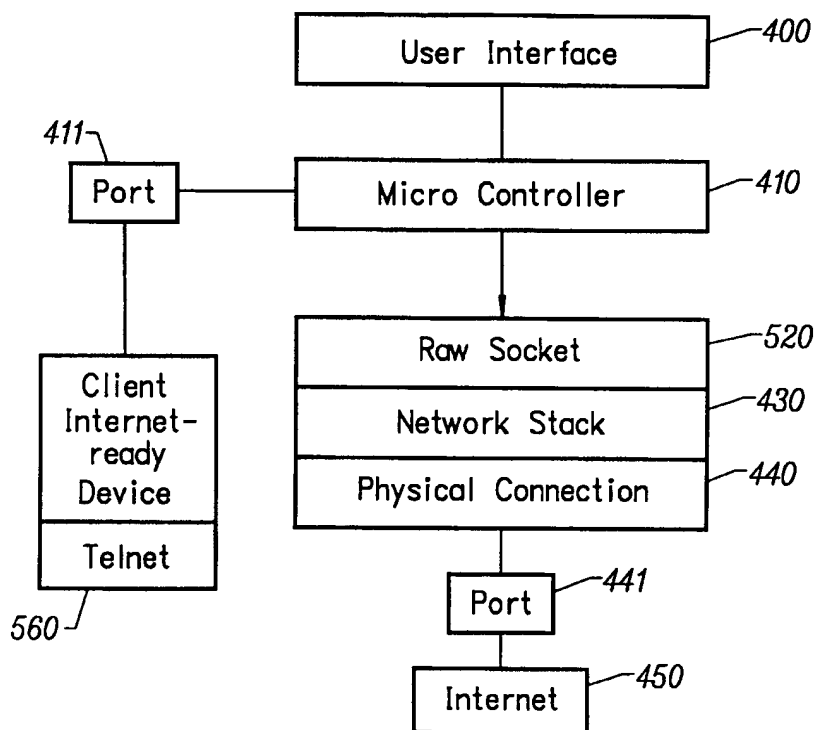 User Interface
400
411
Port
Micro Controller
410
Raw Socket
520
Client
Internet-
ready
Device
Network Stack
430
Physical Connection
440
Telnet
560
Port
441
Internet
450